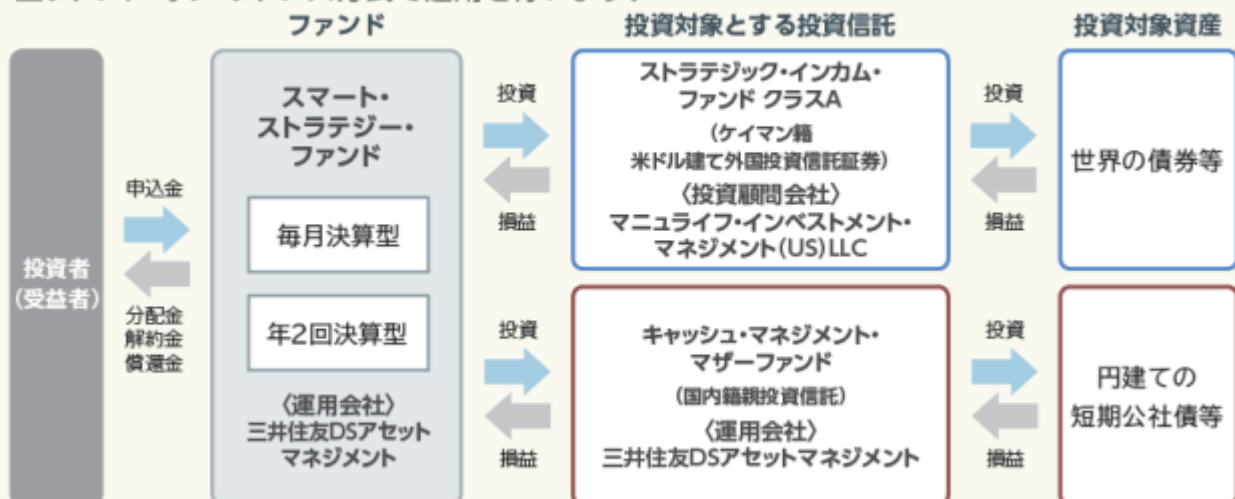 ファンド
投資対象とする投資信託
投資対象資産
投資者
(受益者)
申込金
分配金
解約金
償還金
スマート・
ストラテジー・
ファンド
毎月決算型
年2回決算型
〈運用会社〉
三井住友DSアセット
マネジメント
投資
損益
投資
損益
ストラテジック・インカム・
ファンド クラスA
(ケイマン籍
米ドル建て外国投資信託証券)
〈投資顧問会社〉
マニュライフ・インベストメント・
マネジメント(US)LLC
キャッシュ・マネジメント・
マザーファンド
(国内籍親投資信託)
〈運用会社〉
三井住友DSアセットマネジメント
投資
損益
投資
損益
世界の債券等
円建ての
短期公社債等